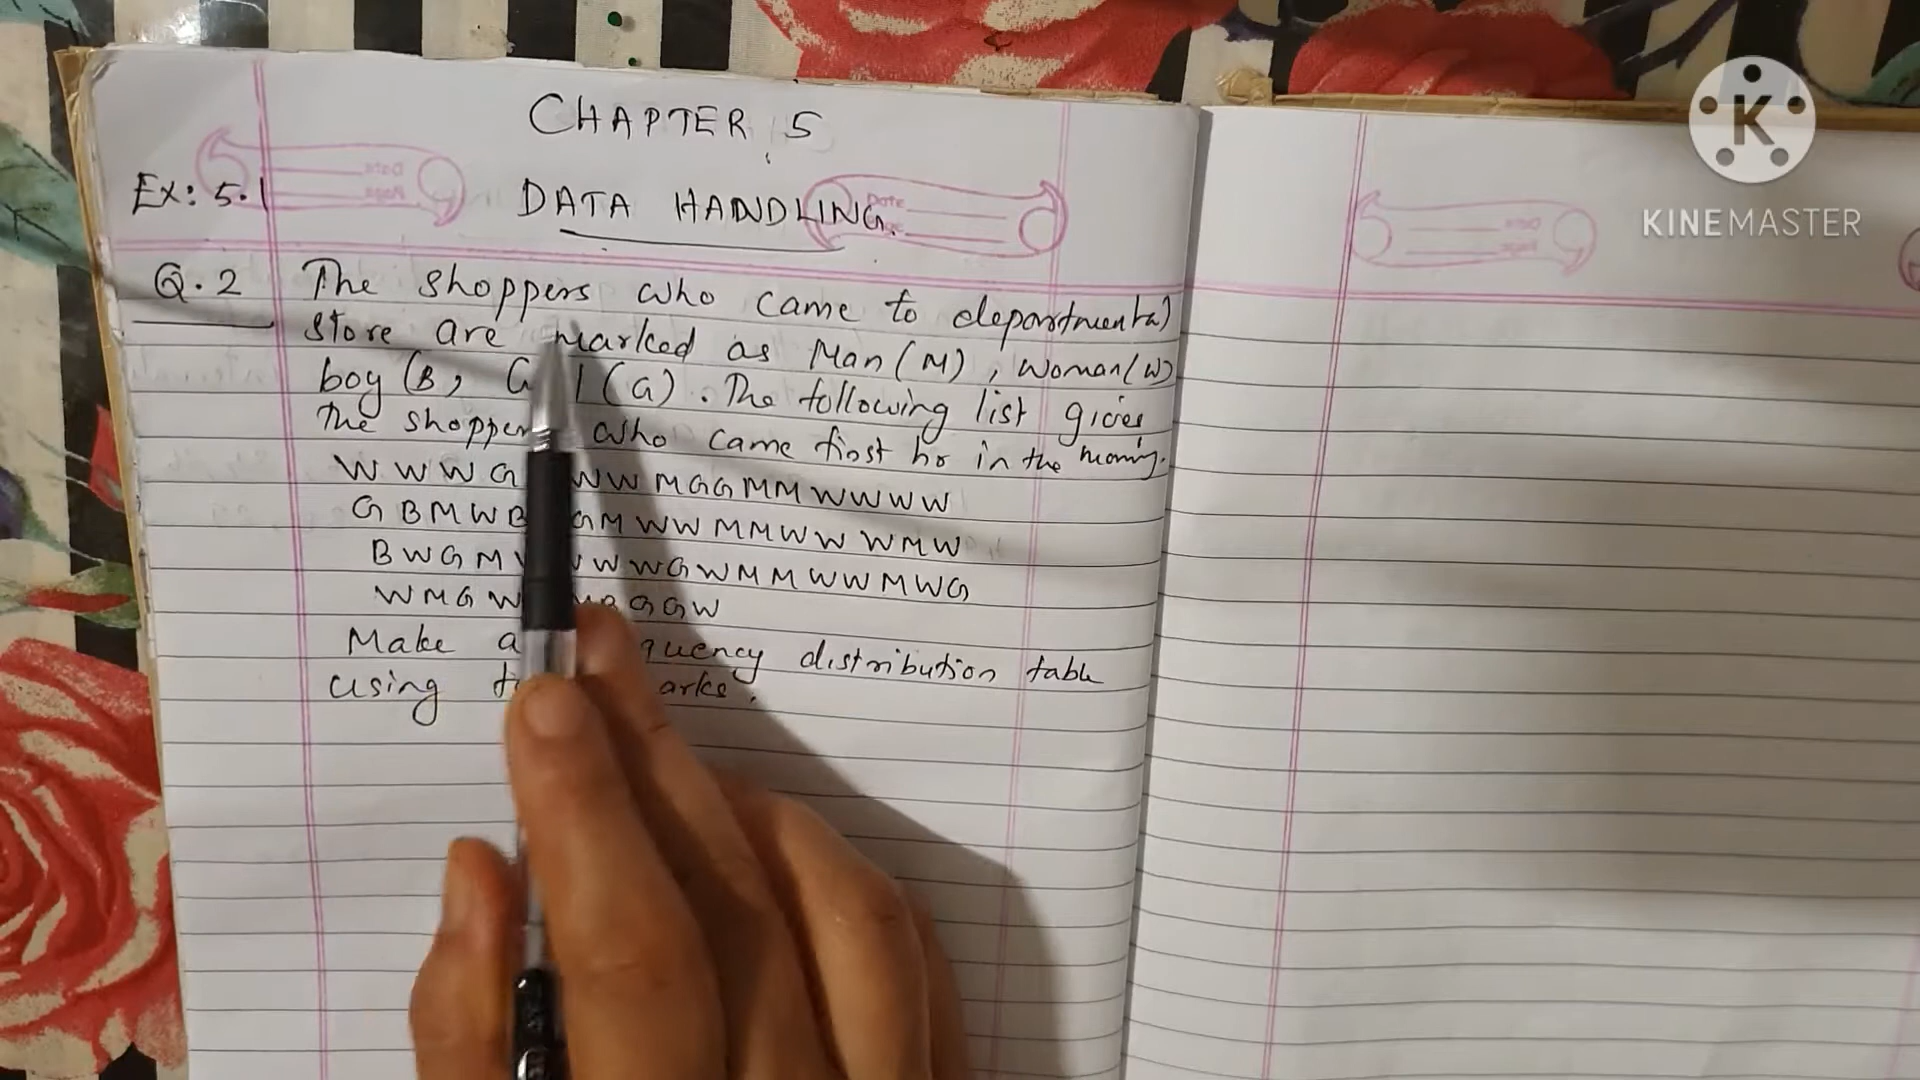 CHAPTER 5
Ex: 5.1 DATA HANDLING.
Q.2 The shoppers who came to departmental
store are marked as Man (M), Woman (W)
boy (B, (G). The following list gives
the who came first hr in the morning.
W W W G W W M G G M M W W W W
G B M W B G M W W M M W W W M W
B W G M W W G W M M W W M W G
W M G W B G G W
Make a distribution table
using
K
KINEMASTER
Date